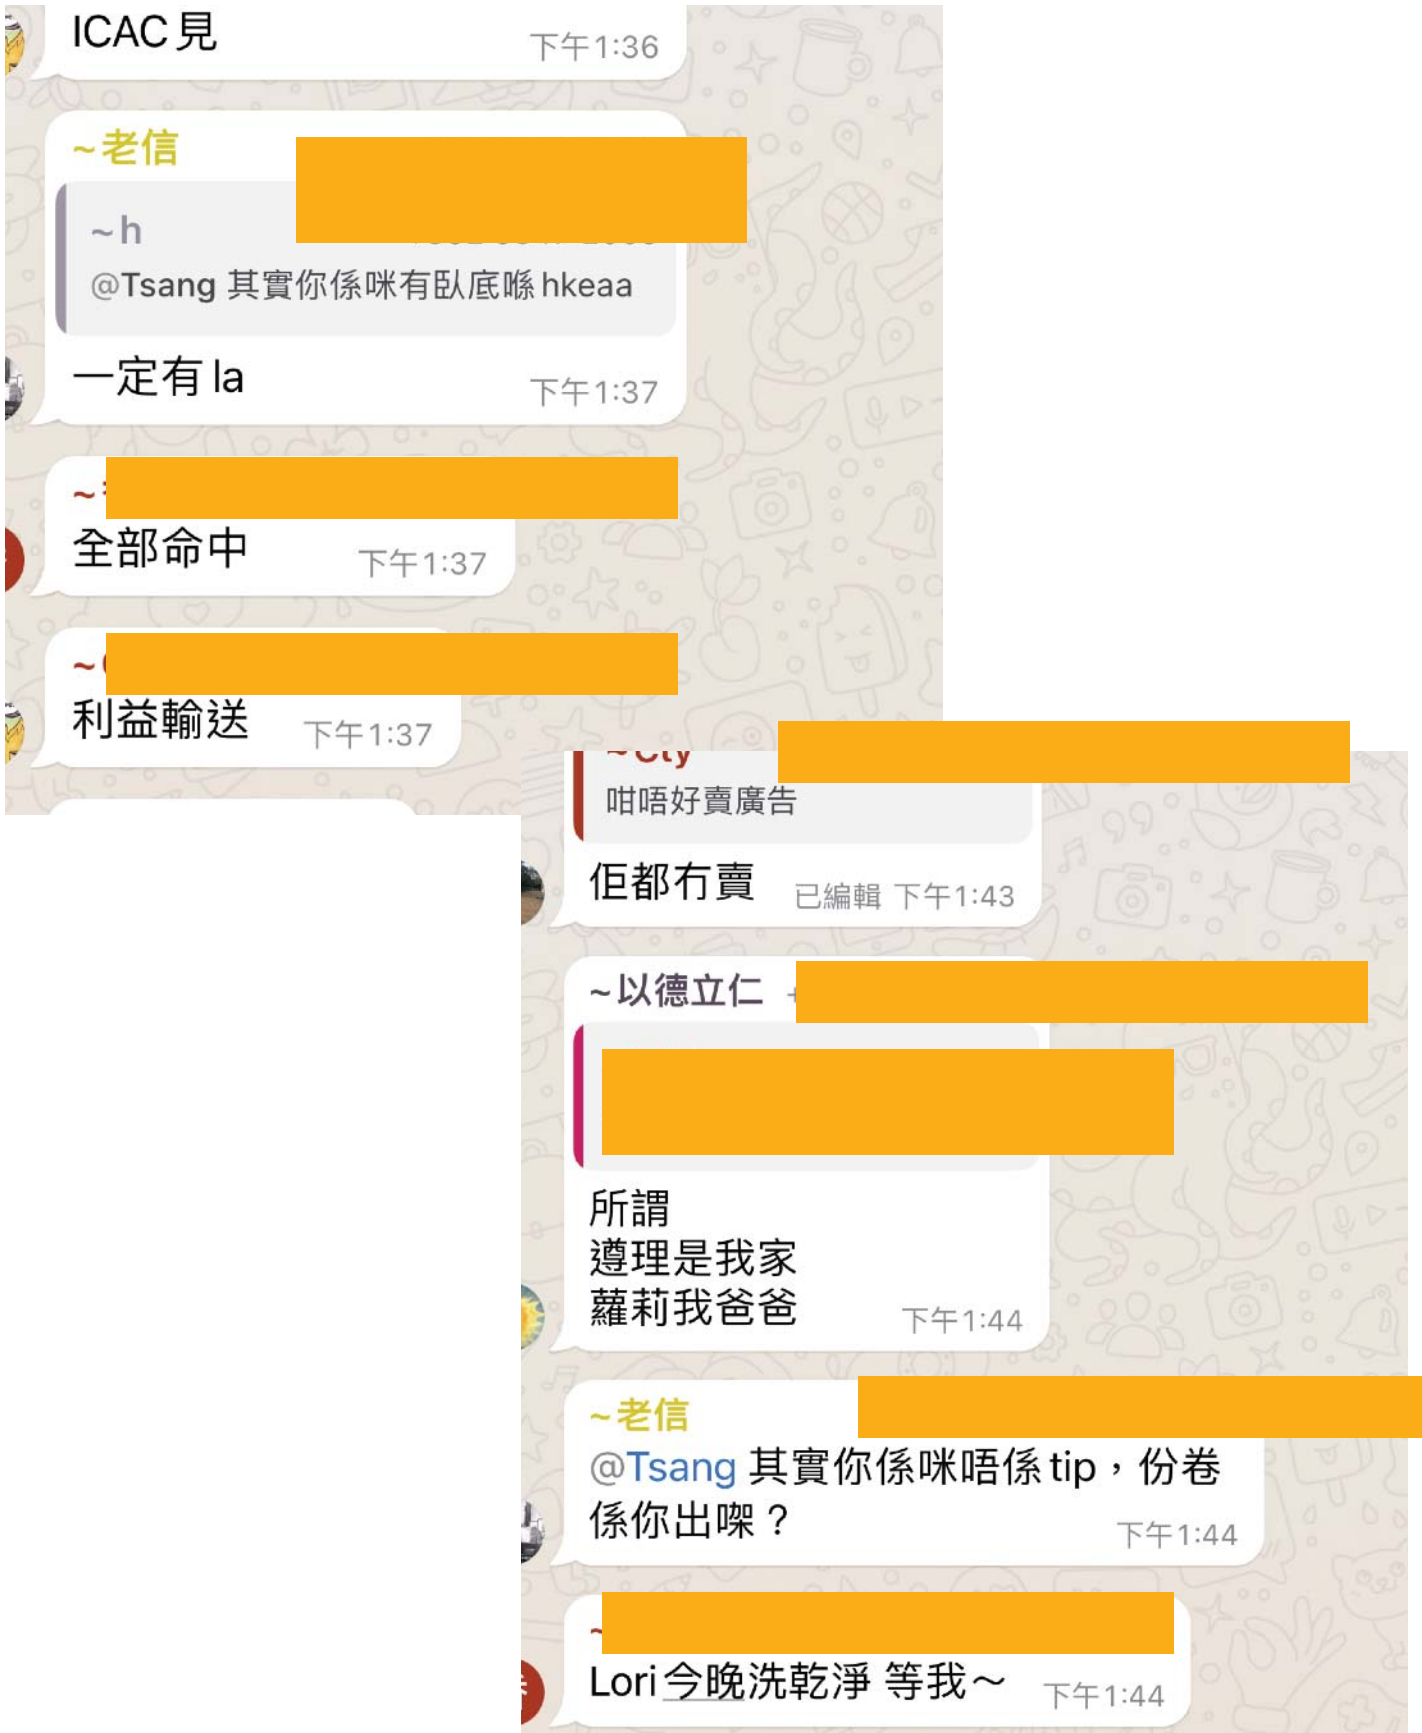 ICAC見
下午1:36
~老信
~h
@Tsang 其實你係咪有臥底喺hkeaa
一定有la
下午1:37
全部命中
下午1:37
利益輸送
下午1:37
~Cty
咁唔好賣廣告
佢都冇賣
已編輯 下午1:43
~以德立仁
所謂
遵理是我家
蘿莉我爸爸
下午1:44
~老信
@Tsang 其實你係咪唔係tip，份卷
係你出㗎？
下午1:44
Lori今晚洗乾淨 等我～
下午1:44